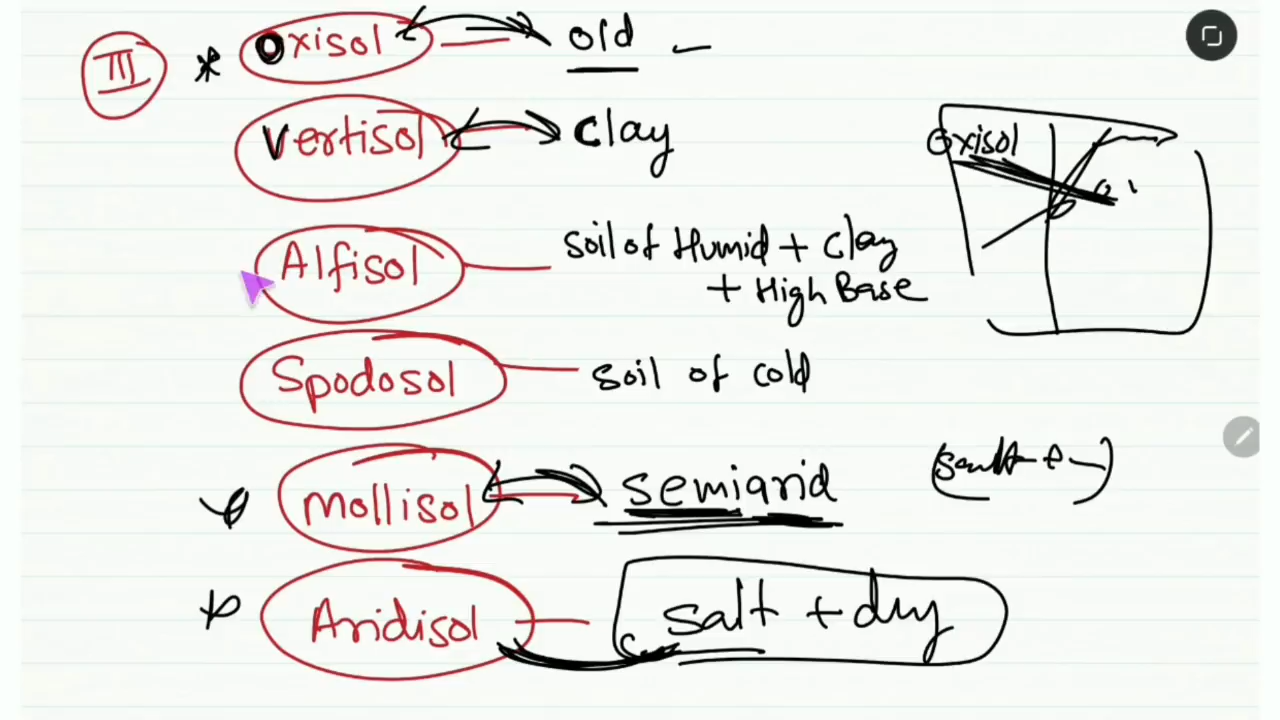 III * Oxisol old
Vertisol clay
Oxisol
Alfisol soil of Humid + clay
+ High Base
Spodosol soil of cold
Mollisol semiarid
Aridisol salt + dry